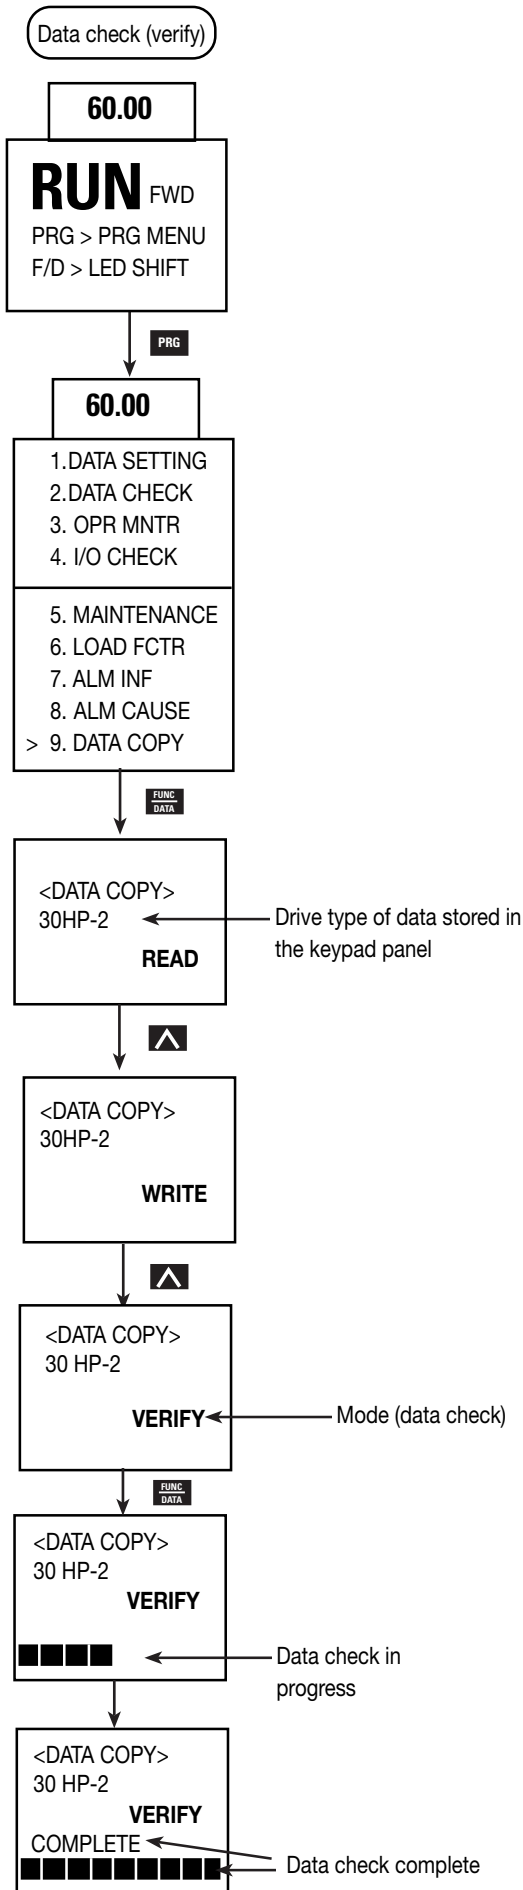 Data check (verify)
60.00
RUN FWD
PRG > PRG MENU
F/D > LED SHIFT
PRG
60.00
1.DATA SETTING
2.DATA CHECK
3. OPR MNTR
4. I/O CHECK
5. MAINTENANCE
6. LOAD FCTR
7. ALM INF
8. ALM CAUSE
> 9. DATA COPY
FUNC
DATA
<DATA COPY>
30HP-2
Drive type of data stored in
the keypad panel
READ
<DATA COPY>
30HP-2
WRITE
<DATA COPY>
30 HP-2
VERIFY
Mode (data check)
FUNC
DATA
<DATA COPY>
30 HP-2
VERIFY
Data check in
progress
<DATA COPY>
30 HP-2
VERIFY
COMPLETE
Data check complete